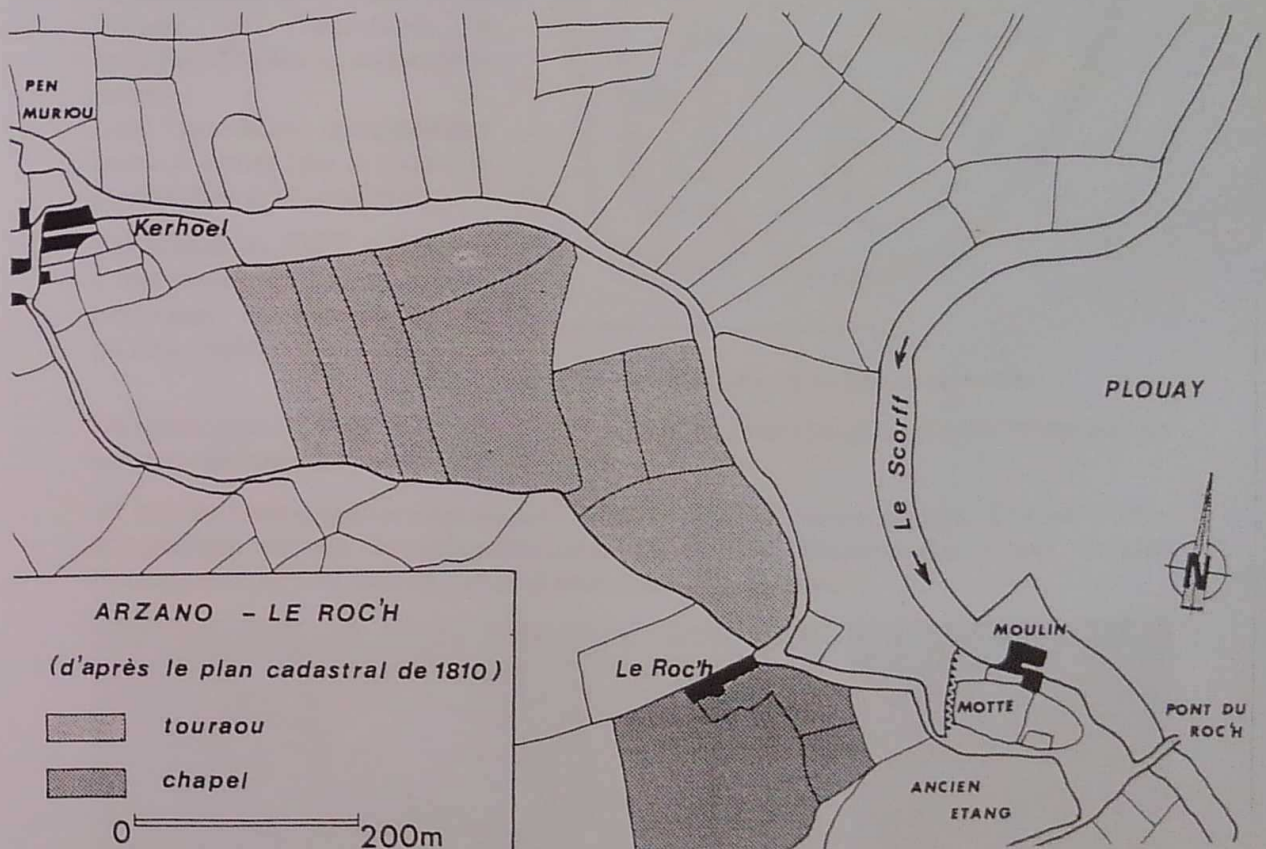 PEN
MURIOU
Kerhoel
PLOUAY
Le Scorff
N
MOULIN
Le Roc'h
MOTTE
PONT DU
ROC'H
ANCIEN
ETANG
ARZANO - LE ROC'H
(d'après le plan cadastral de 1810)
touraou
chapel
0 200m